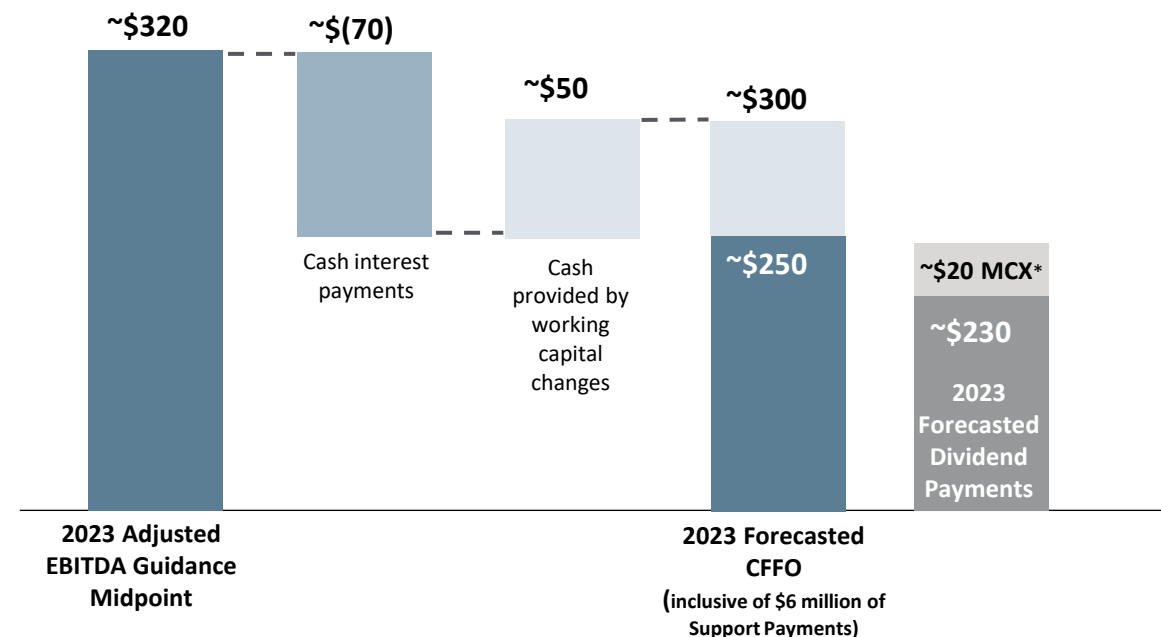 ~$320
~$(70)
~$50
~$300
Cash interest
payments
Cash
provided by
working
capital
changes
~$250
~$20 MCX*
~$230
2023
Forecasted
Dividend
Payments
2023 Adjusted
EBITDA Guidance
Midpoint
2023 Forecasted
CFFO
(inclusive of $6 million of
Support Payments)